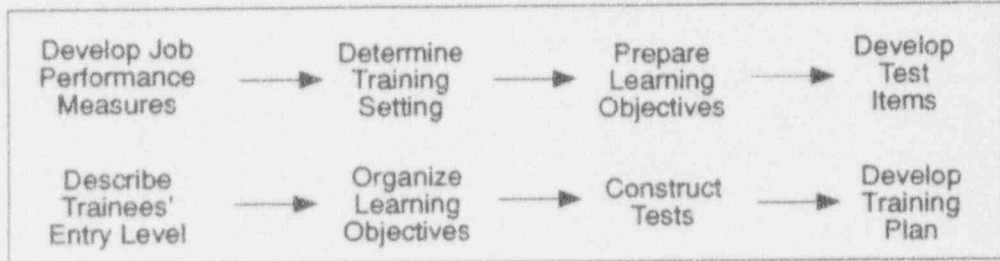 Develop Job
Performance
Measures
Determine
Training
Setting
Prepare
Learning
Objectives
Develop
Test
Items
Describe
Trainees'
Entry Level
Organize
Learning
Objectives
Construct
Tests
Develop
Training
Plan